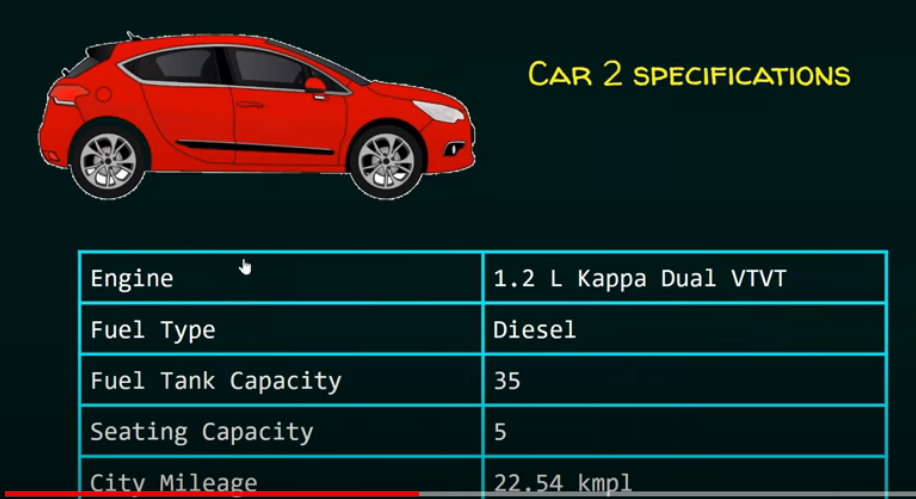 Car 2 specifications
Engine 1.2 L Kappa Dual VTVT
Fuel Type Diesel
Fuel Tank Capacity 35
Seating Capacity 5
City Mileage 22.54 kmpl